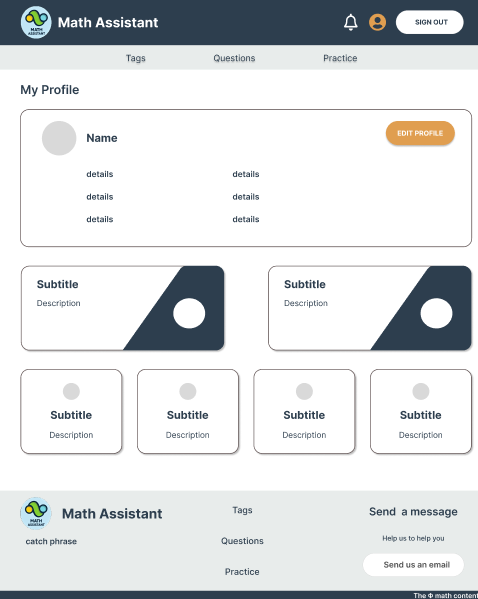 MATH
ASSISTANT
Math Assistant
SIGN OUT
Tags Questions Practice
My Profile
Name
EDIT PROFILE
details details
details details
details details
Subtitle Subtitle
Description Description
Subtitle Subtitle Subtitle Subtitle
Description Description Description Description
MATH
ASSISTANT
Math Assistant
catch phrase
Tags
Questions
Practice
Send a message
Help us to help you
Send us an email
The Φ math content